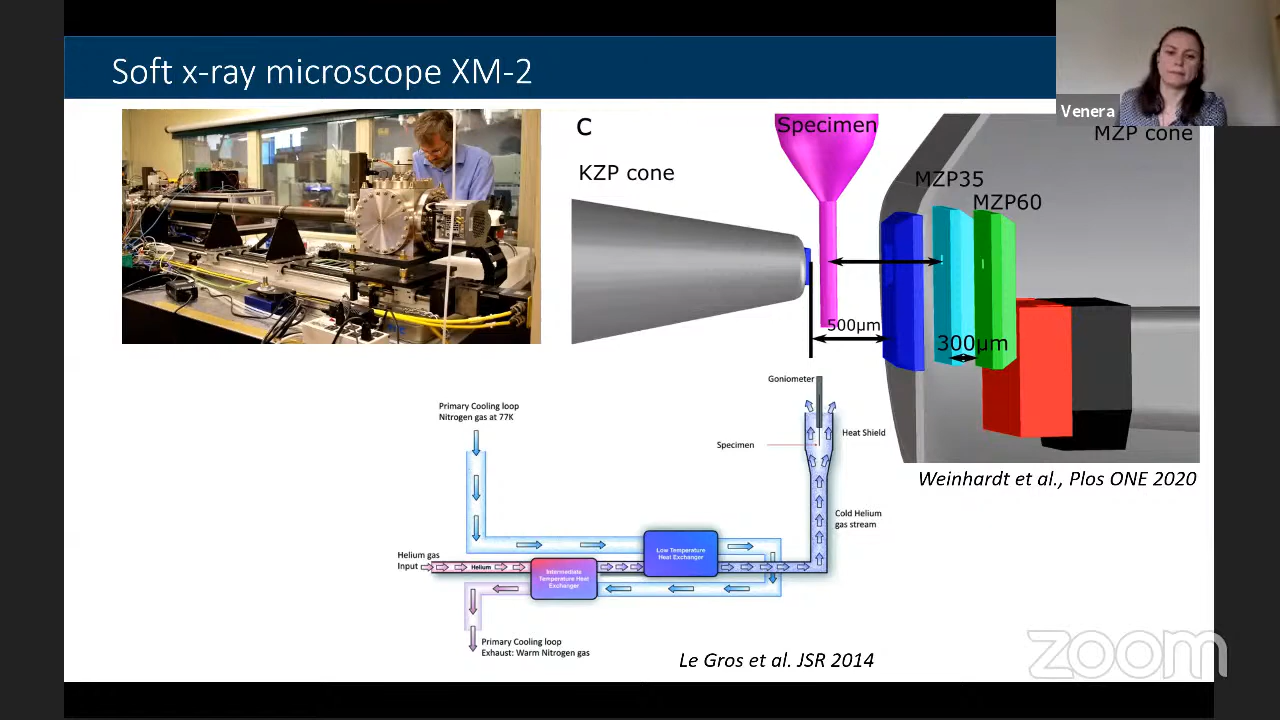 Soft x-ray microscope XM-2
Venera
C
Specimen
MZP cone
KZP cone
MZP35
MZP60
500µm
300µm
Goniometer
Primary Cooling loop
Nitrogen gas at 77K
Specimen
Heat Shield
Weinhardt et al., Plos ONE 2020
Cold Helium
gas stream
Low Temperature
Heat Exchanger
Helium gas
Input
Helium
Intermediate
Temperature Heat
Exchanger
Primary Cooling loop
Exhaust: Warm Nitrogen gas
Le Gros et al. JSR 2014
zoom